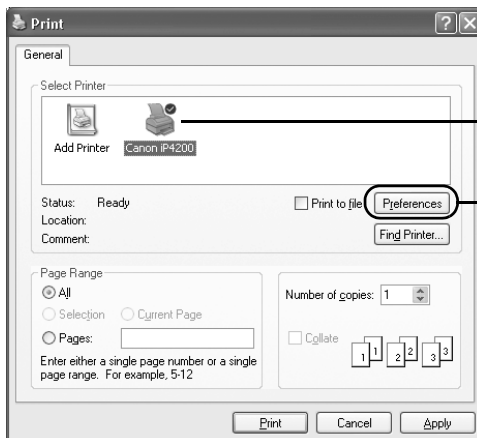 Print
General
Select Printer
Add Printer
Canon iP4200
Status: Ready
Location:
Comment:
Print to file
Preferences
Find Printer...
Page Range
All
Selection
Current Page
Pages:
Enter either a single page number or a single
page range. For example, 5-12
Number of copies: 1
Collate
1 1 2 2 3 3
Print
Cancel
Apply